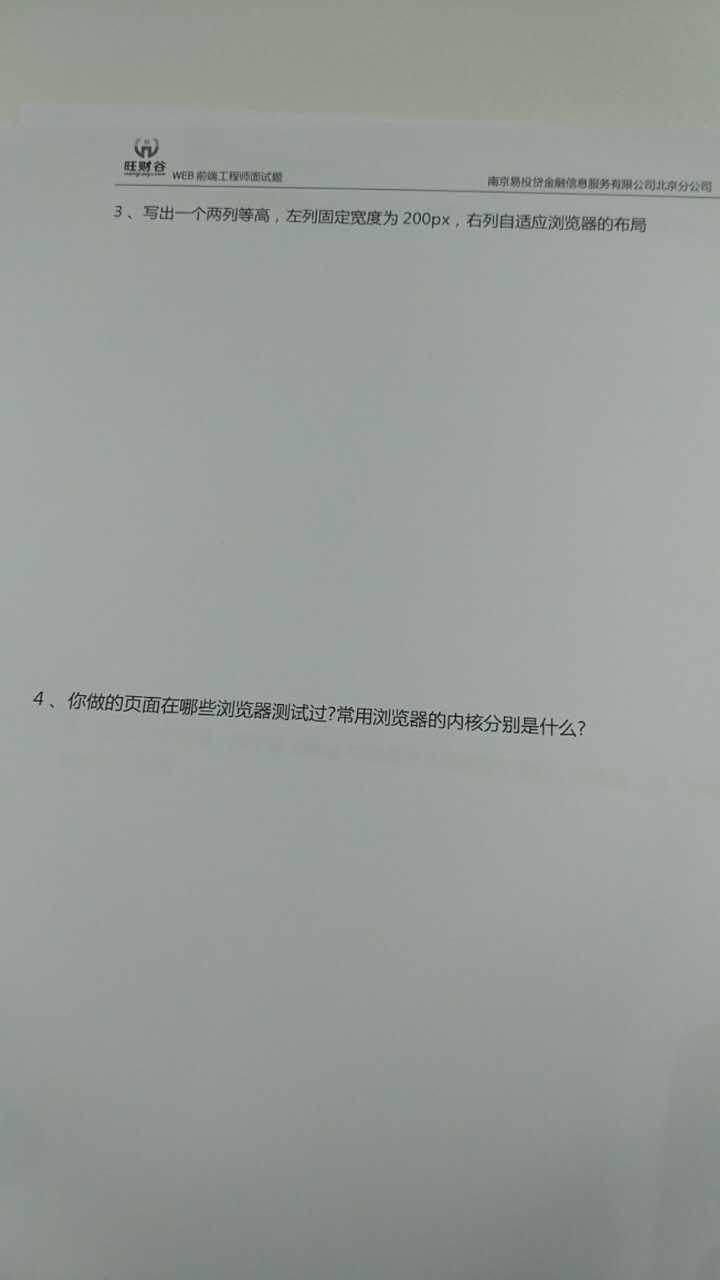 旺财谷
WEB 前端工程师面试题
南京易投贷金融信息服务有限公司北京分公司
3、写出一个两列等高，左列固定宽度为 200px，右列自适应浏览器的布局
4、你做的页面在哪些浏览器测试过?常用浏览器的内核分别是什么?